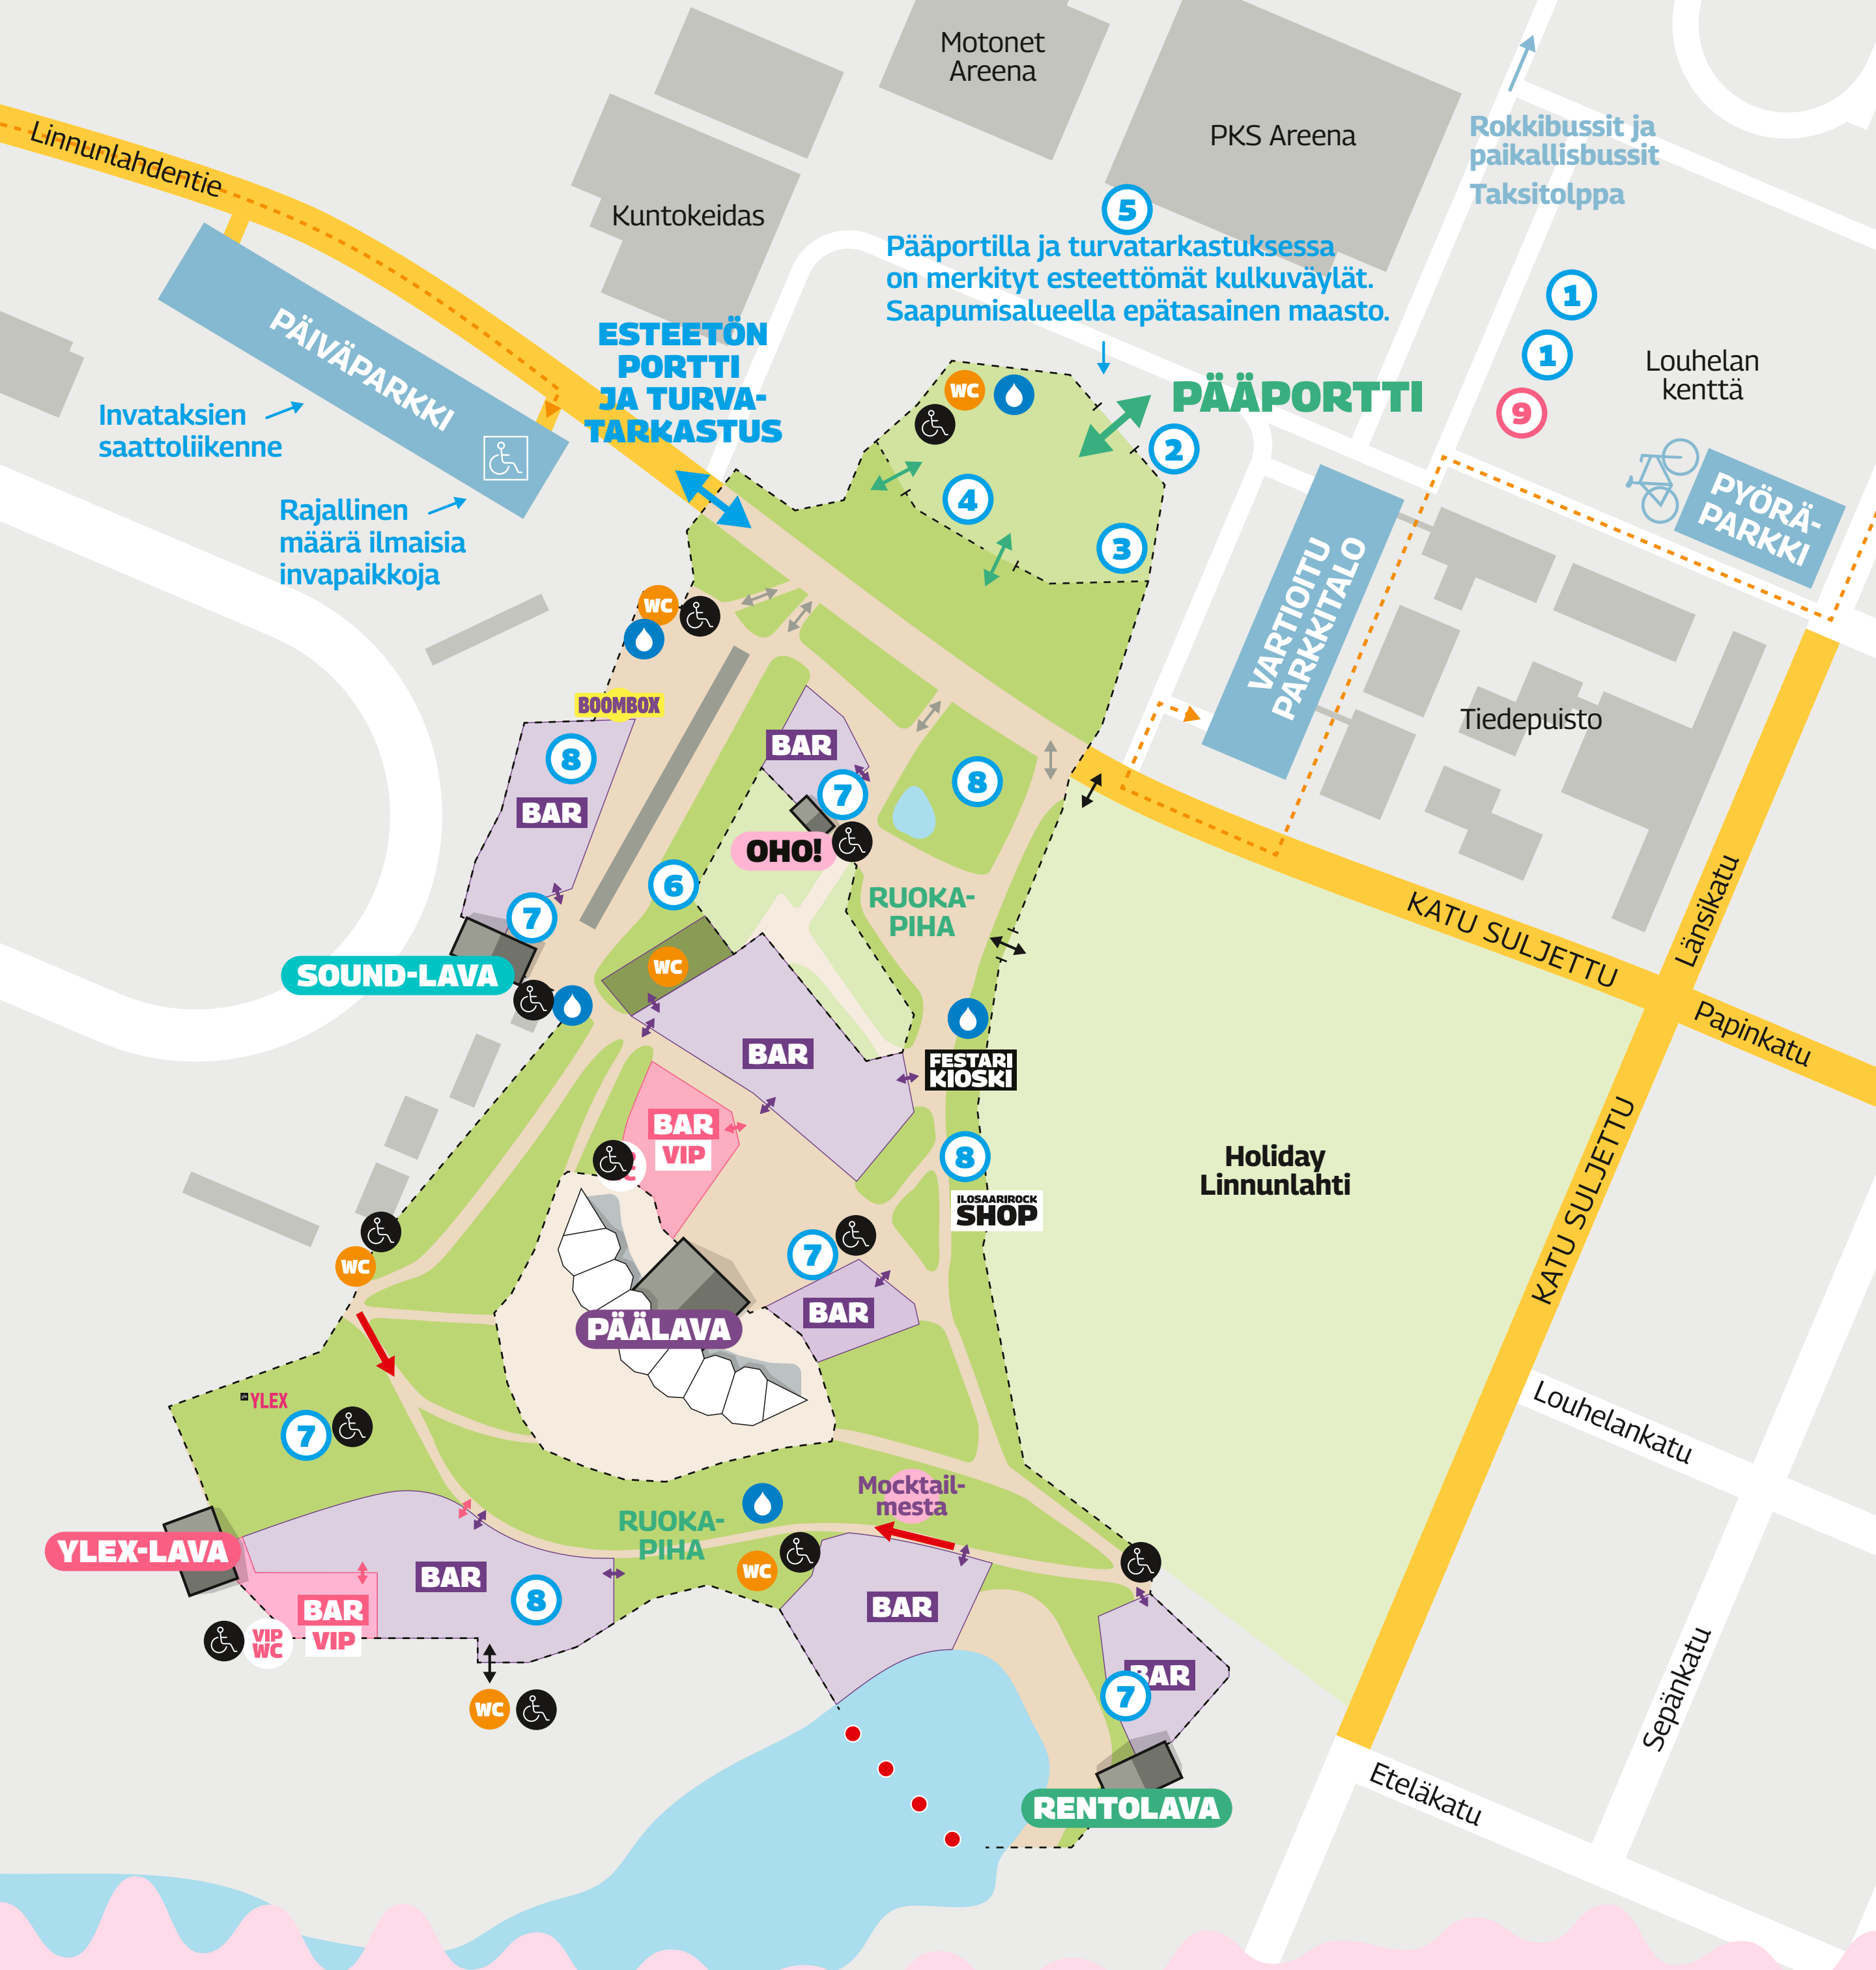 Motonet
Areena
PKS Areena
Rokkibussit ja
paikallisbussit
Taksitolppa
Linnunlahdentie
Kuntokeidas
5
Pääportilla ja turvatarkastuksessa
on merkityt esteettömät kulkuväylät.
Saapumisalueella epätasainen maasto.
1
1
9
Louhelan
kenttä
PÄIVÄPARKKI
ESTEETÖN
PORTTI
JA TURVA-
TARKASTUS
WC
PÄÄPORTTI
2
Invataksien
saattoliikenne
Rajallinen
määrä ilmaisia
invapaikkoja
4
3
PYÖRÄ-
PARKKI
VARTIOITU
PARKKITALO
WC
BOOMBOX
8
BAR
BAR
7
8
Tiedepuisto
OHO!
6
7
RUOKA-
PIHA
KATU SULJETTU
Länsikatu
Papinkatu
SOUND-LAVA
WC
BAR
FESTARI
KIOSKI
BAR
VIP
8
ILOSAARIROCK
SHOP
Holiday
Linnunlahti
KATU SULJETTU
WC
7
BAR
PÄÄLAVA
YLEX
7
Louhelankatu
Mocktail-
mesta
RUOKA-
PIHA
YLEX-LAVA
BAR
8
WC
BAR
BAR
VIP
VIP
WC
WC
BAR
7
RENTOLAVA
Sepänkatu
Eteläkatu